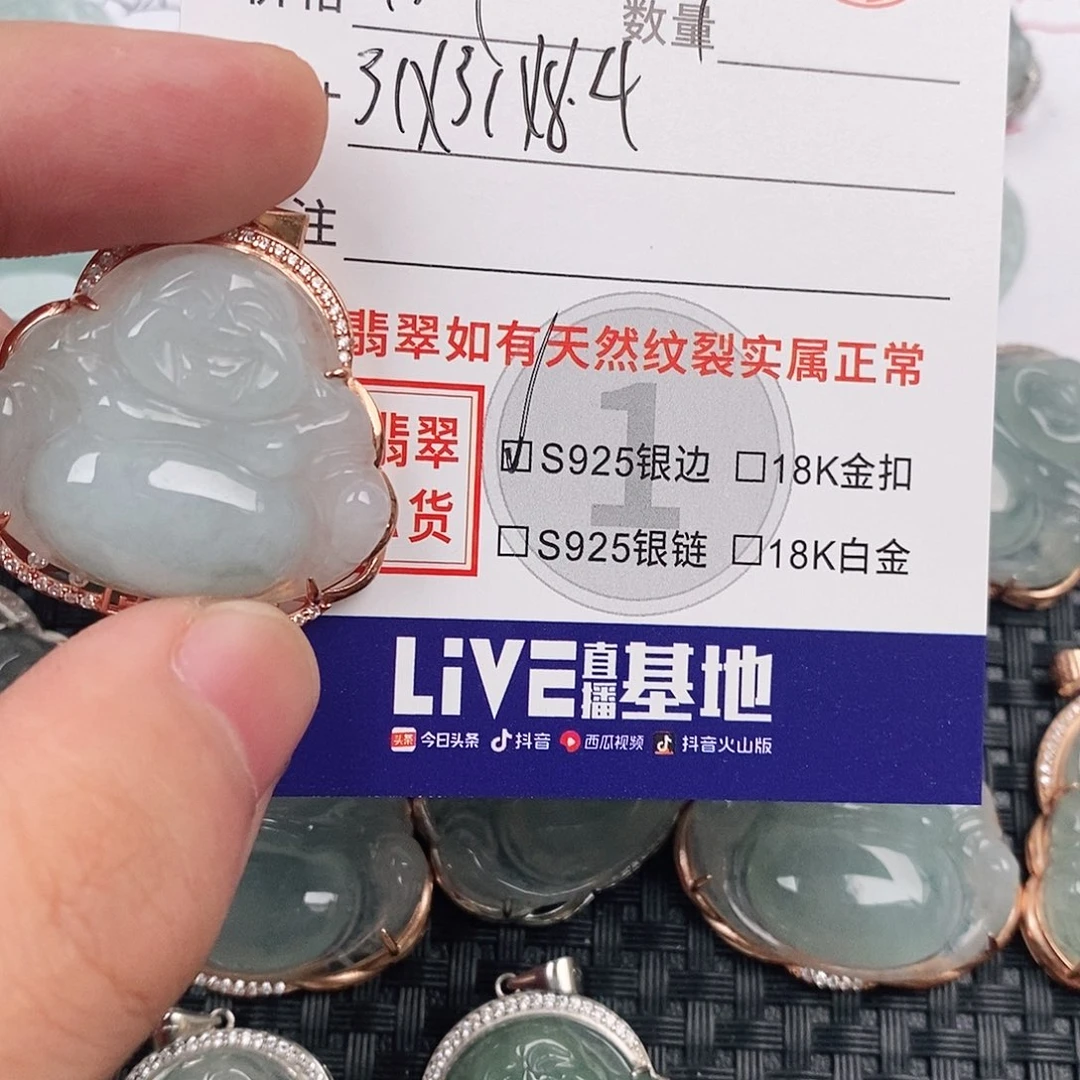 数量
31X31X8.4
注
翡翠如有天然纹裂实属正常
翡翠
货
1
☑S925银边 □18K金扣
□S925银链 □18K白金
LiVE直播基地
头条 今日头条 抖音 西瓜视频 抖音火山版